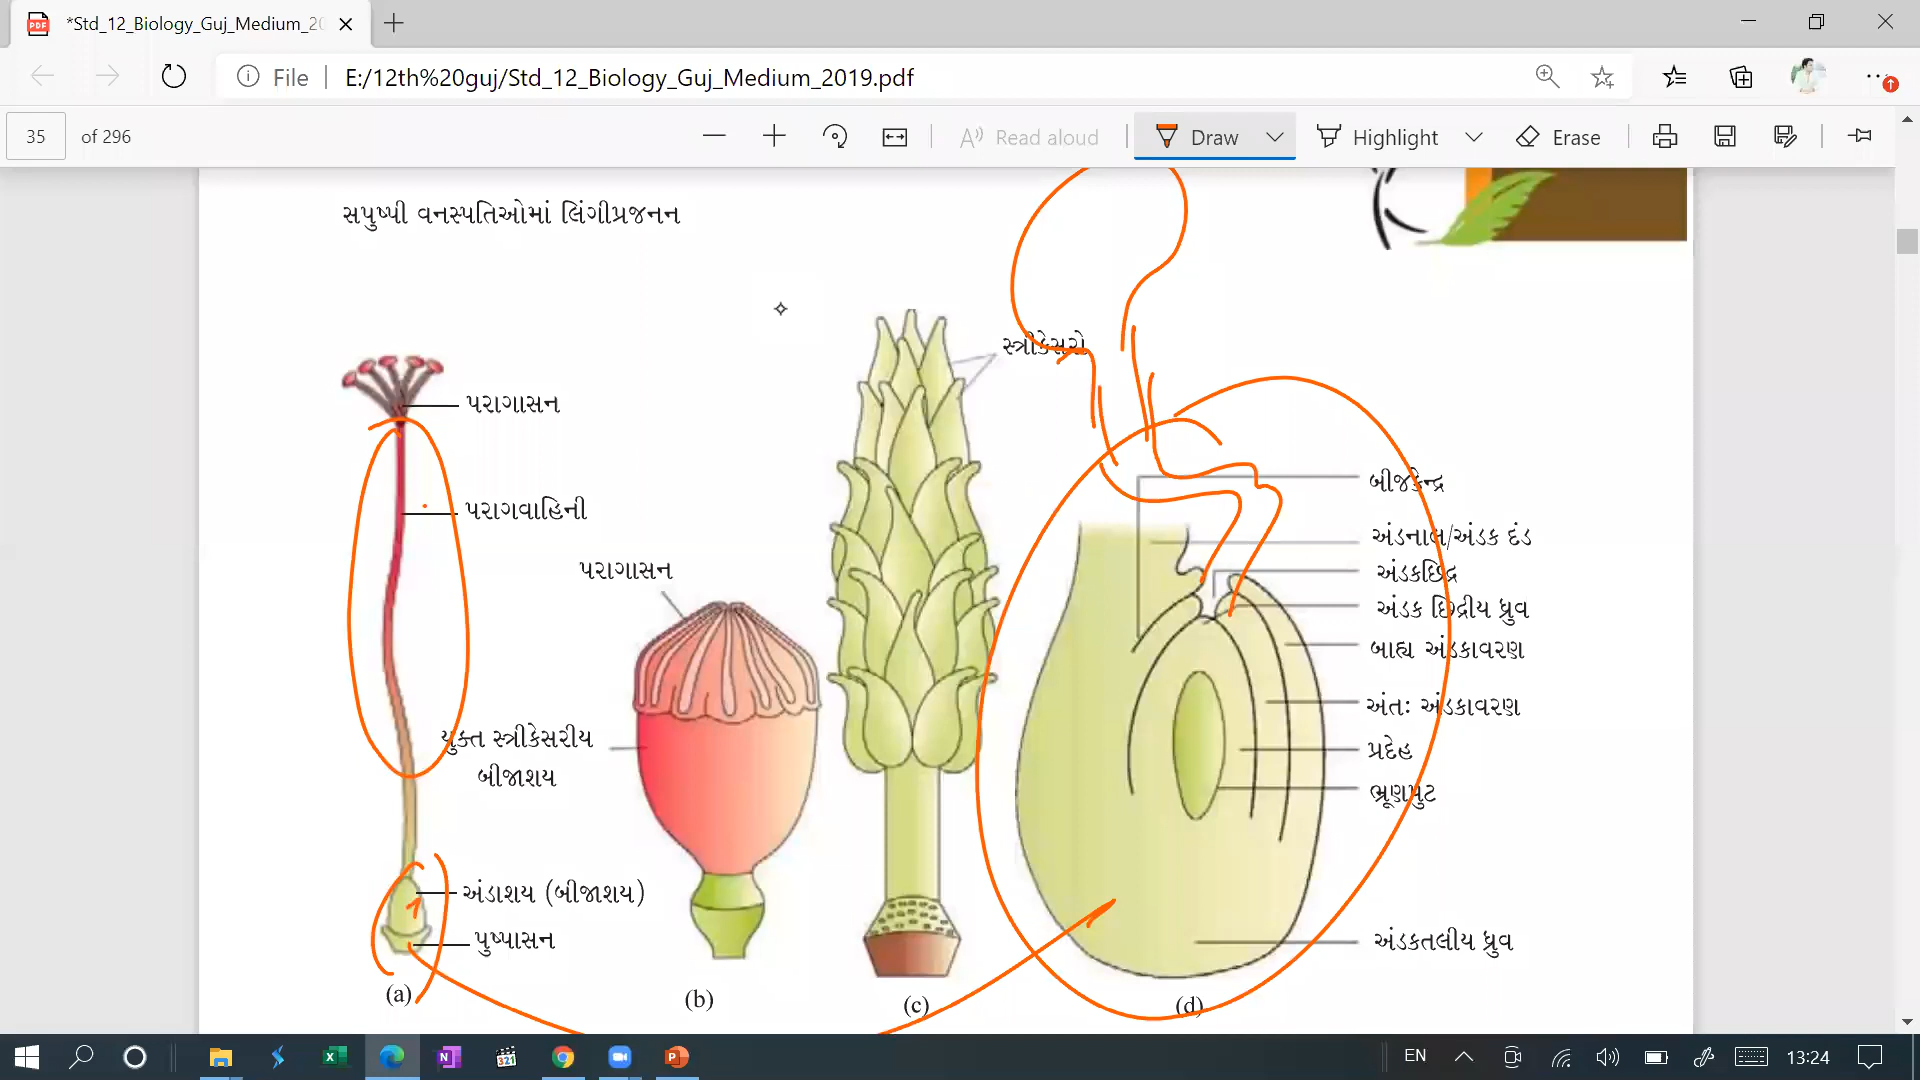 *Std_12_Biology_Guj_Medium_20
File
E:/12th%20guj/Std_12_Biology_Guj_Medium_2019.pdf
35 of 296
Read aloud
Draw
Highlight
Erase
સપુષ્પી વનસ્પતિઓમાં લિંગીપ્રજનન
સ્ત્રીકેસરો
પરાગાસન
બીજકેન્દ્ર
પરાગવાહિની
અંડનાલ/અંડક દંડ
પરાગાસન
અંડકછિદ્ર
અંડક છિદ્રીય ધ્રુવ
બાહ્ય અંડકાવરણ
અંતઃ અંડકાવરણ
યુક્ત સ્ત્રીકેસરીય
બીજાશય
પ્રદેહ
ભ્રૂણપુટ
અંડાશય (બીજાશય)
પુષ્પાસન
અંડકતલીય ધ્રુવ
(a)
(b)
(c)
(d)
EN
13:24